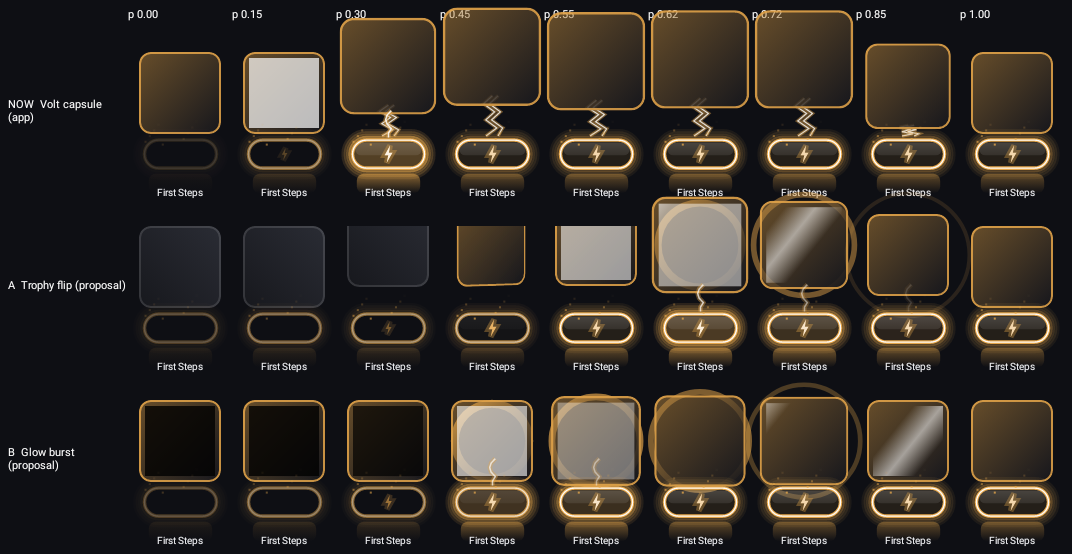 p 0.00 p 0.15 p 0.30 p 0.45 p 0.55 p 0.62 p 0.72 p 0.85 p 1.00
NOW Volt capsule
(app)
First Steps First Steps First Steps First Steps First Steps First Steps First Steps First Steps First Steps
A Trophy flip (proposal)
First Steps First Steps First Steps First Steps First Steps First Steps First Steps First Steps First Steps
B Glow burst
(proposal)
First Steps First Steps First Steps First Steps First Steps First Steps First Steps First Steps First Steps